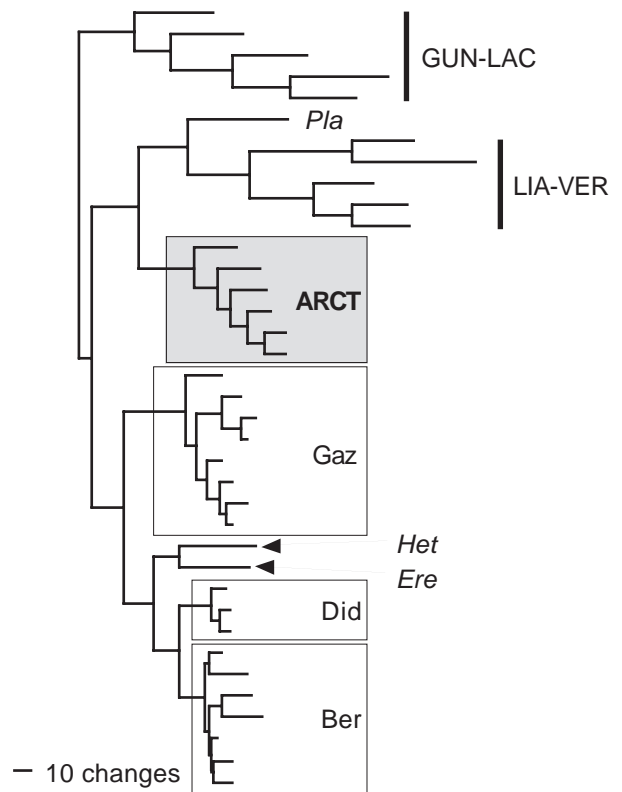 GUN-LAC
Pla
LIA-VER
ARCT
Gaz
Het
Ere
Did
Ber
10 changes